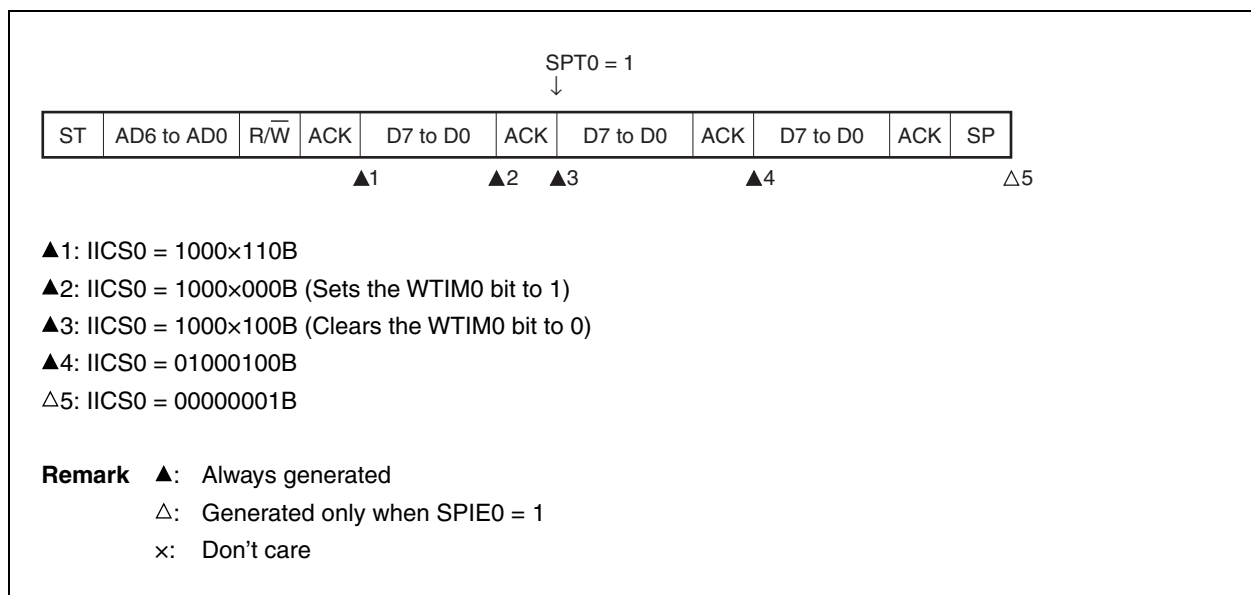 SPT0 = 1
↓
ST AD6 to AD0 R/W̅ ACK D7 to D0 ACK D7 to D0 ACK D7 to D0 ACK SP
▲1 ▲2 ▲3 ▲4 △5
▲1: IICS0 = 1000×110B
▲2: IICS0 = 1000×000B (Sets the WTIM0 bit to 1)
▲3: IICS0 = 1000×100B (Clears the WTIM0 bit to 0)
▲4: IICS0 = 01000100B
△5: IICS0 = 00000001B
Remark ▲: Always generated
△: Generated only when SPIE0 = 1
×: Don't care